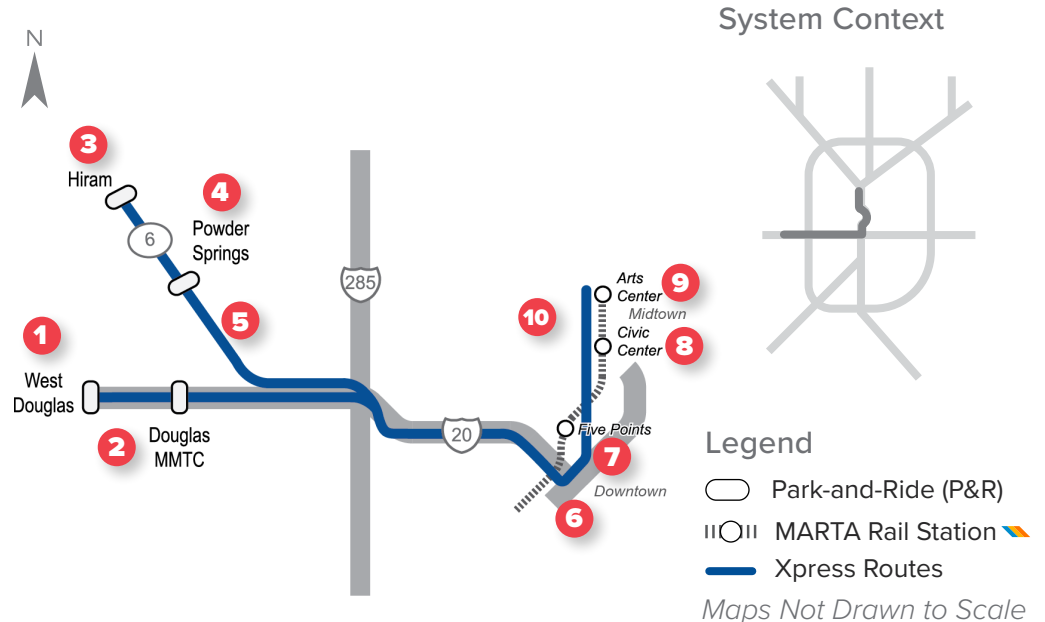 System Context
N
3
Hiram
4
Powder
Springs
6
285
5
10
Arts
Center
9
Midtown
Civic
Center
8
1
West
Douglas
2
Douglas
MMTC
20
Five Points
7
Downtown
6
Legend
Park-and-Ride (P&R)
MARTA Rail Station
Xpress Routes
Maps Not Drawn to Scale